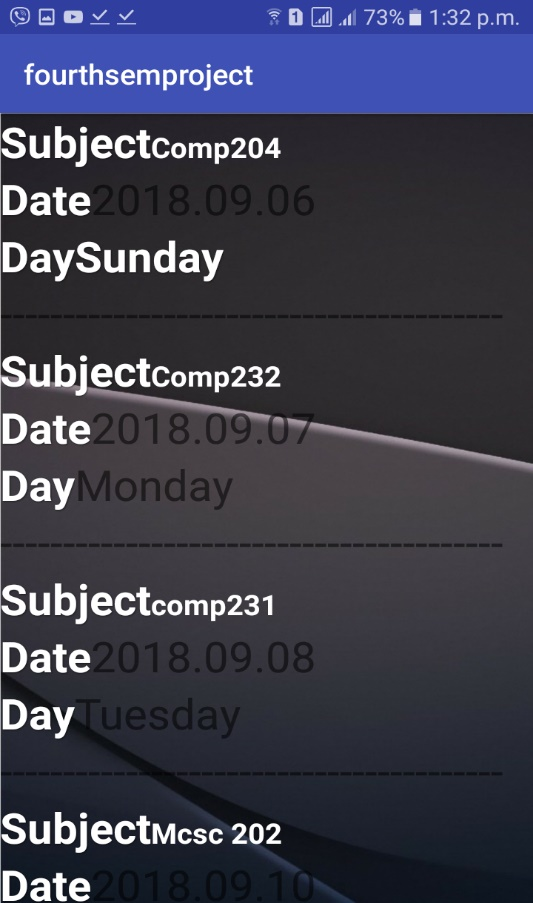 73% 1:32 p.m.
fourthsemproject
SubjectComp204
Date2018.09.06
DaySunday
--------------------------------------------
SubjectComp232
Date2018.09.07
DayMonday
--------------------------------------------
Subjectcomp231
Date2018.09.08
DayTuesday
--------------------------------------------
SubjectMcsc 202
Date2018.09.10